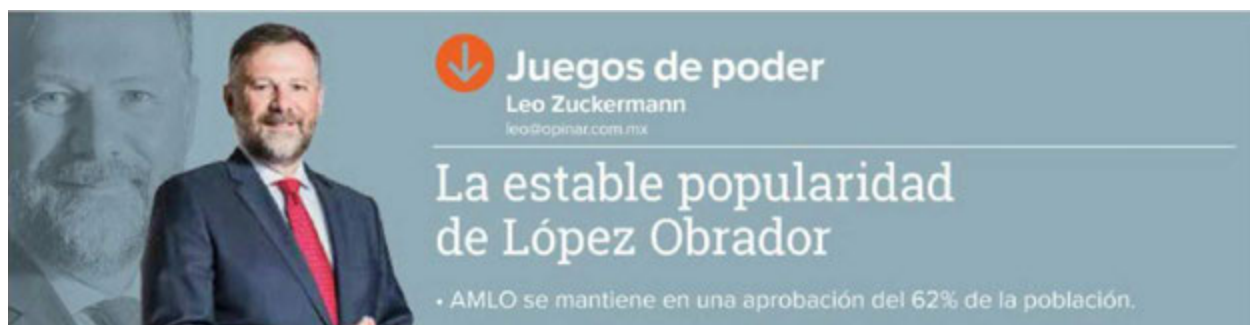 Juegos de poder
Leo Zuckermann
leo@opinar.com.mx
La estable popularidad
de López Obrador
• AMLO se mantiene en una aprobación del 62% de la población.